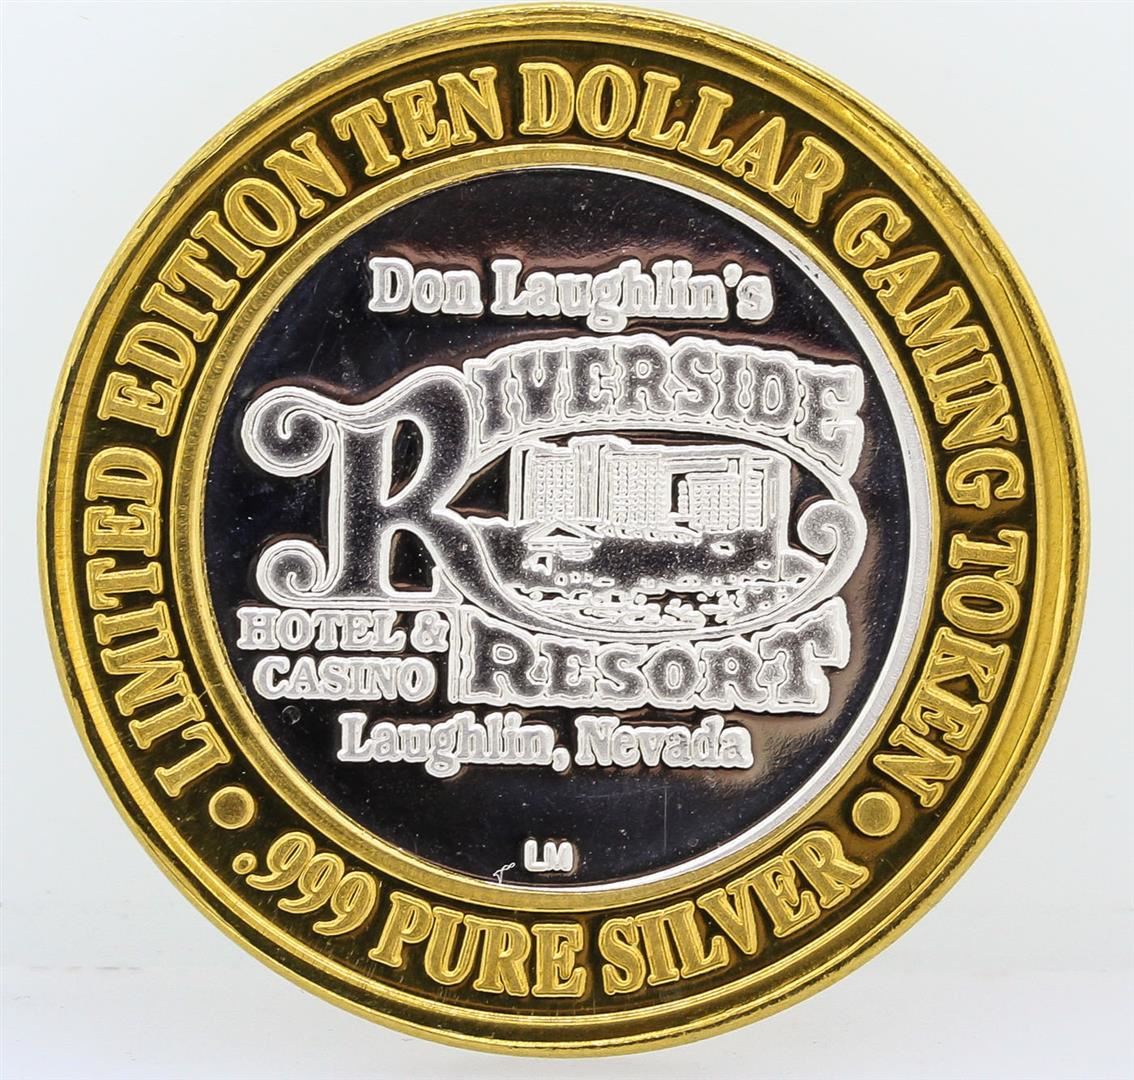 LIMITED EDITION TEN DOLLAR GAMING TOKEN
Don Laughlin's
RIVERSIDE
HOTEL &
CASINO
RESORT
Laughlin, Nevada
LM
.999 PURE SILVER